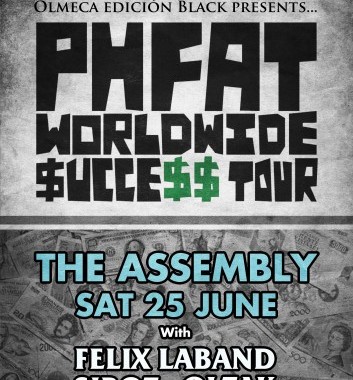 OLMECA EDICIÓN BLACK PRESENTS...
PHFAT
WORLDWIDE
$UCCE$$ TOUR
THE ASSEMBLY
SAT 25 JUNE
With
FELIX LABAND